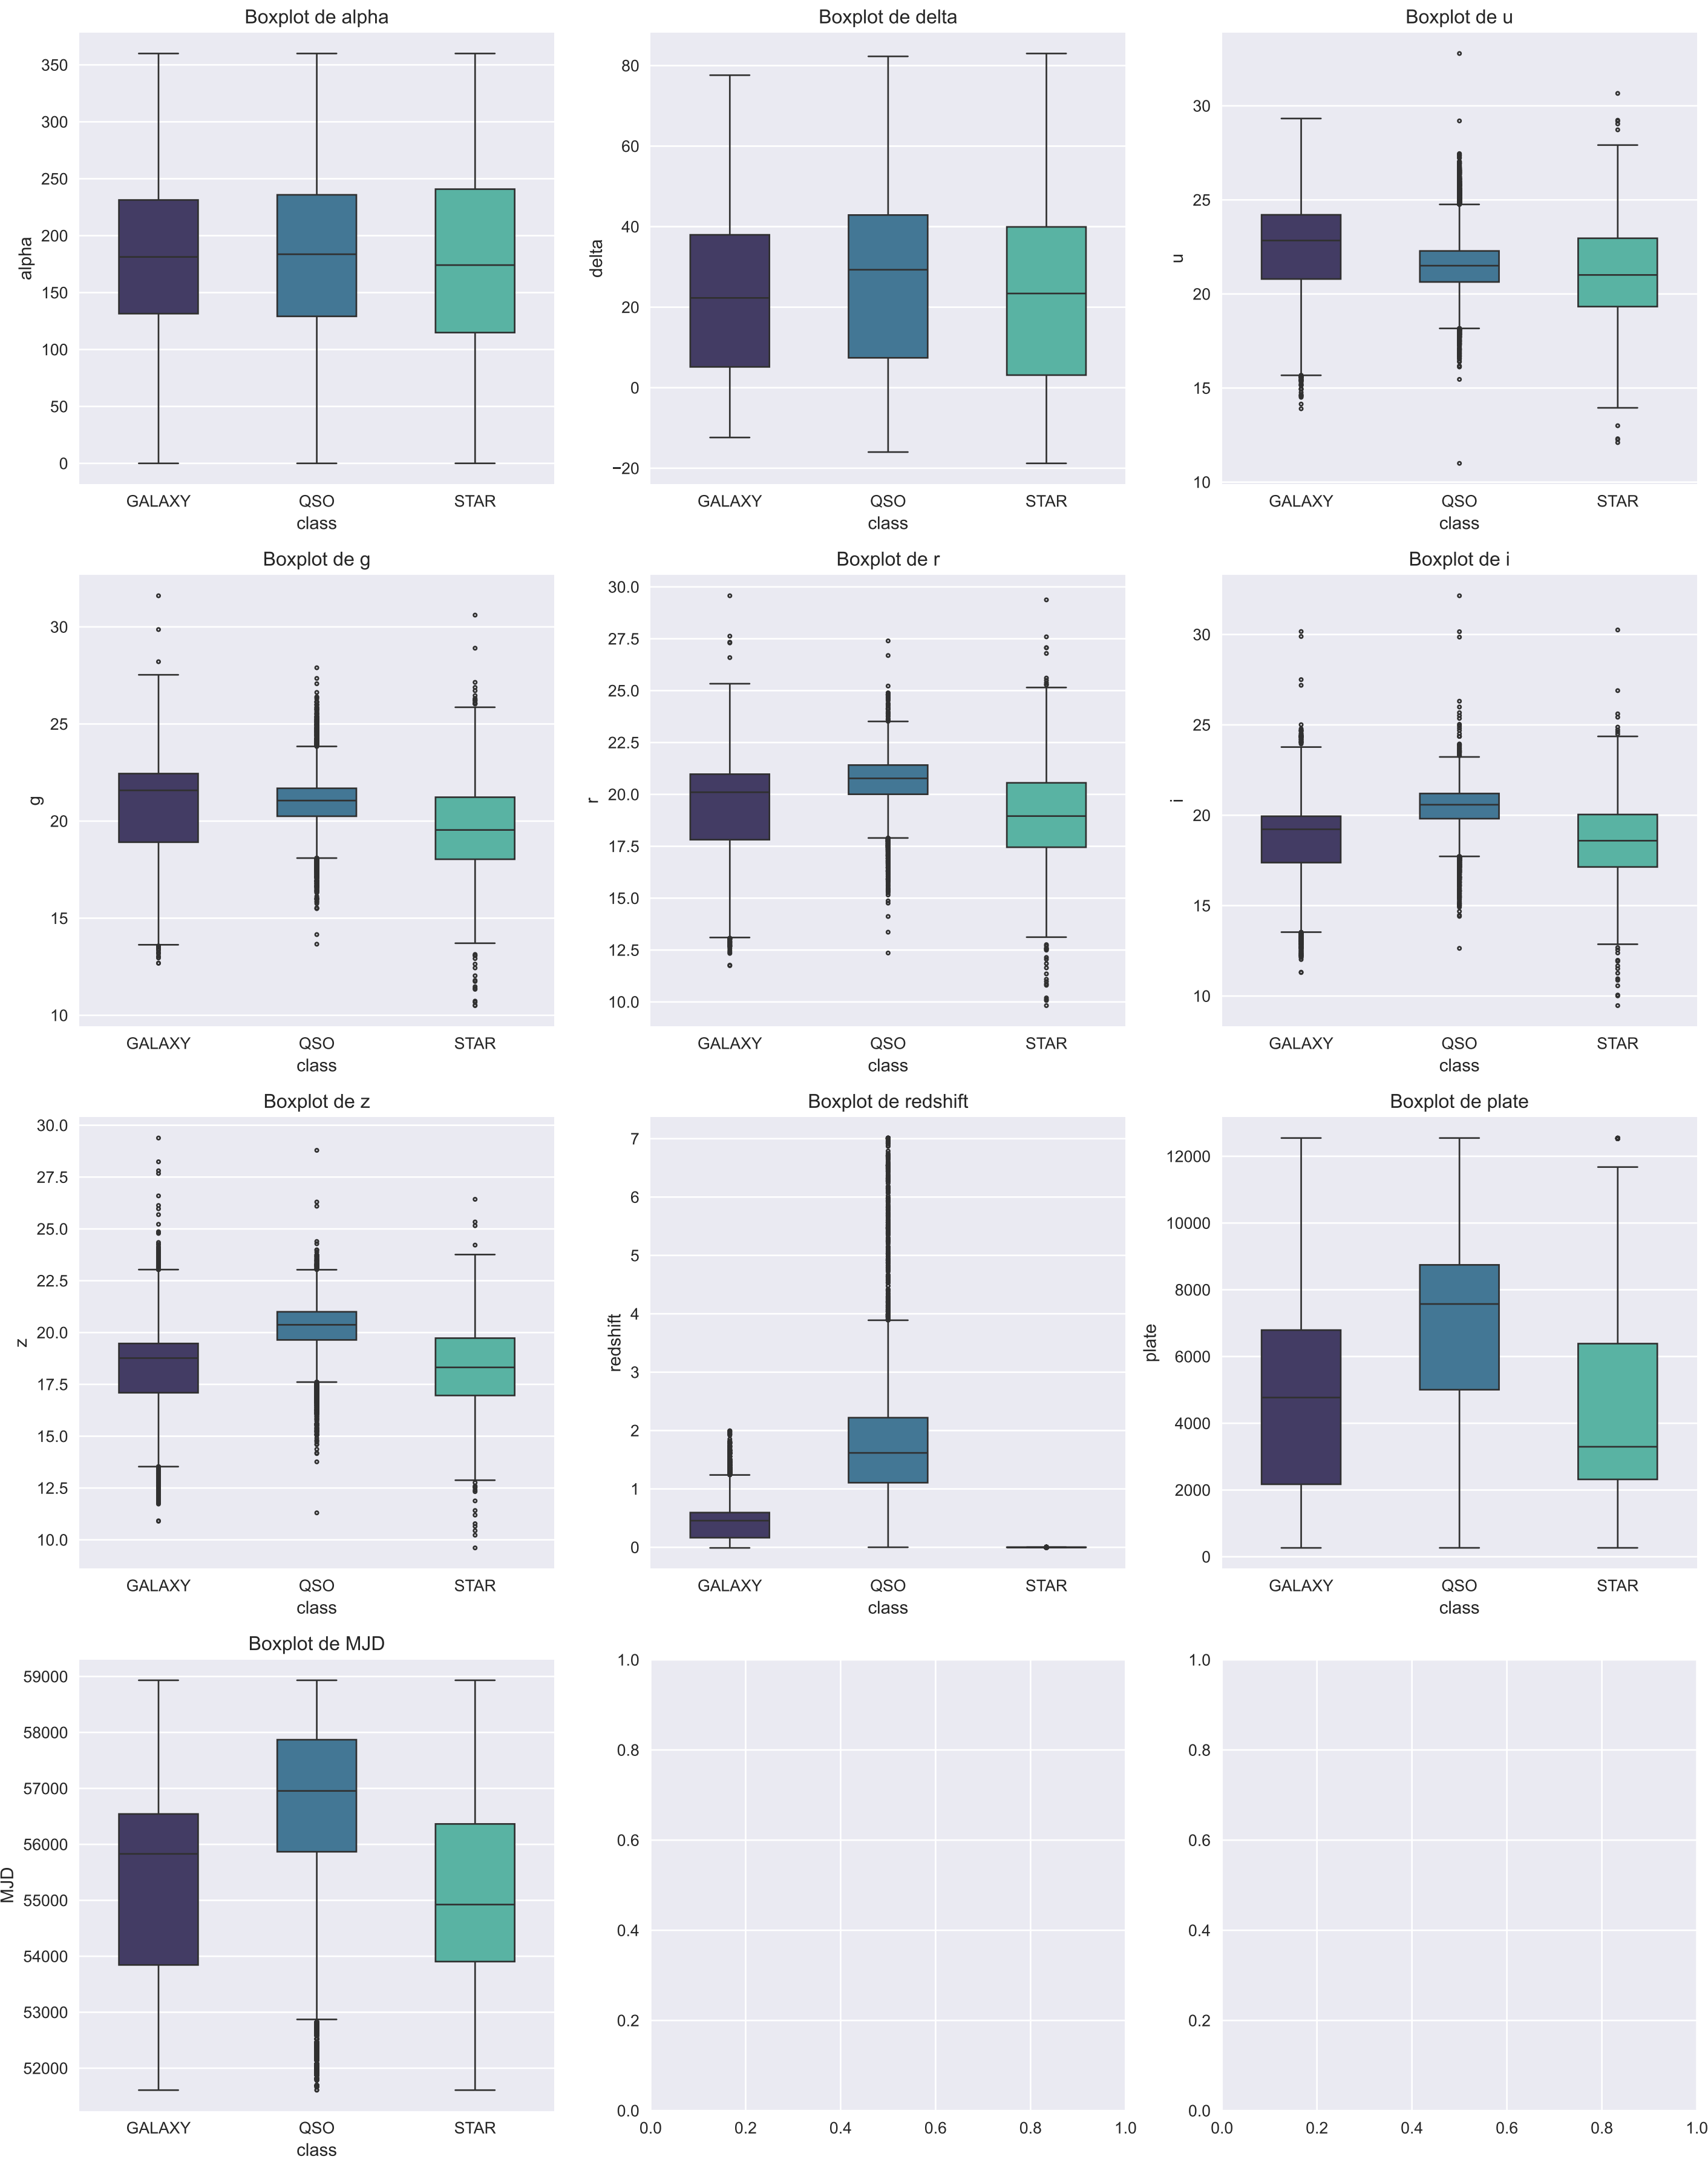 Boxplot de alpha
350
300
250
200
150
100
50
0
alpha
GALAXY QSO STAR
class
Boxplot de delta
80
60
40
20
0
−20
delta
GALAXY QSO STAR
class
Boxplot de u
30
25
20
15
10
u
GALAXY QSO STAR
class
Boxplot de g
30
25
20
15
10
g
GALAXY QSO STAR
class
Boxplot de r
30.0
27.5
25.0
22.5
20.0
17.5
15.0
12.5
10.0
r
GALAXY QSO STAR
class
Boxplot de i
30
25
20
15
10
i
GALAXY QSO STAR
class
Boxplot de z
30.0
27.5
25.0
22.5
20.0
17.5
15.0
12.5
10.0
z
GALAXY QSO STAR
class
Boxplot de redshift
7
6
5
4
3
2
1
0
redshift
GALAXY QSO STAR
class
Boxplot de plate
12000
10000
8000
6000
4000
2000
0
plate
GALAXY QSO STAR
class
Boxplot de MJD
59000
58000
57000
56000
55000
54000
53000
52000
MJD
GALAXY QSO STAR
class
1.0
0.8
0.6
0.4
0.2
0.0
0.0 0.2 0.4 0.6 0.8 1.0
1.0
0.8
0.6
0.4
0.2
0.0
0.0 0.2 0.4 0.6 0.8 1.0